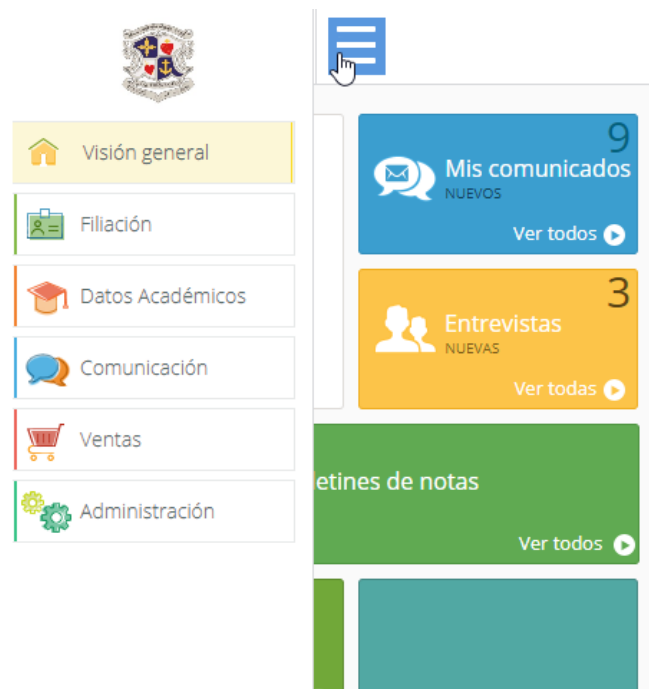 Visión general
Filiación
Datos Académicos
Comunicación
Ventas
Administración
9
Mis comunicados
NUEVOS
Ver todos
3
Entrevistas
NUEVAS
Ver todas
etines de notas
Ver todos